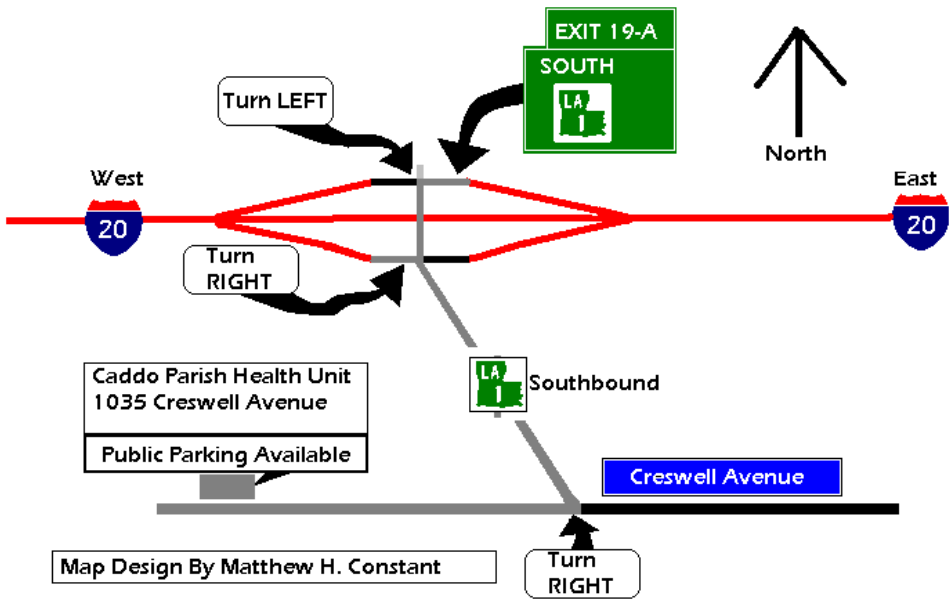 EXIT 19-A
SOUTH
LA
1
Turn LEFT
North
West
20
East
20
Turn
RIGHT
Caddo Parish Health Unit
1035 Creswell Avenue
Public Parking Available
LA
1
Southbound
Creswell Avenue
Turn
RIGHT
Map Design By Matthew H. Constant